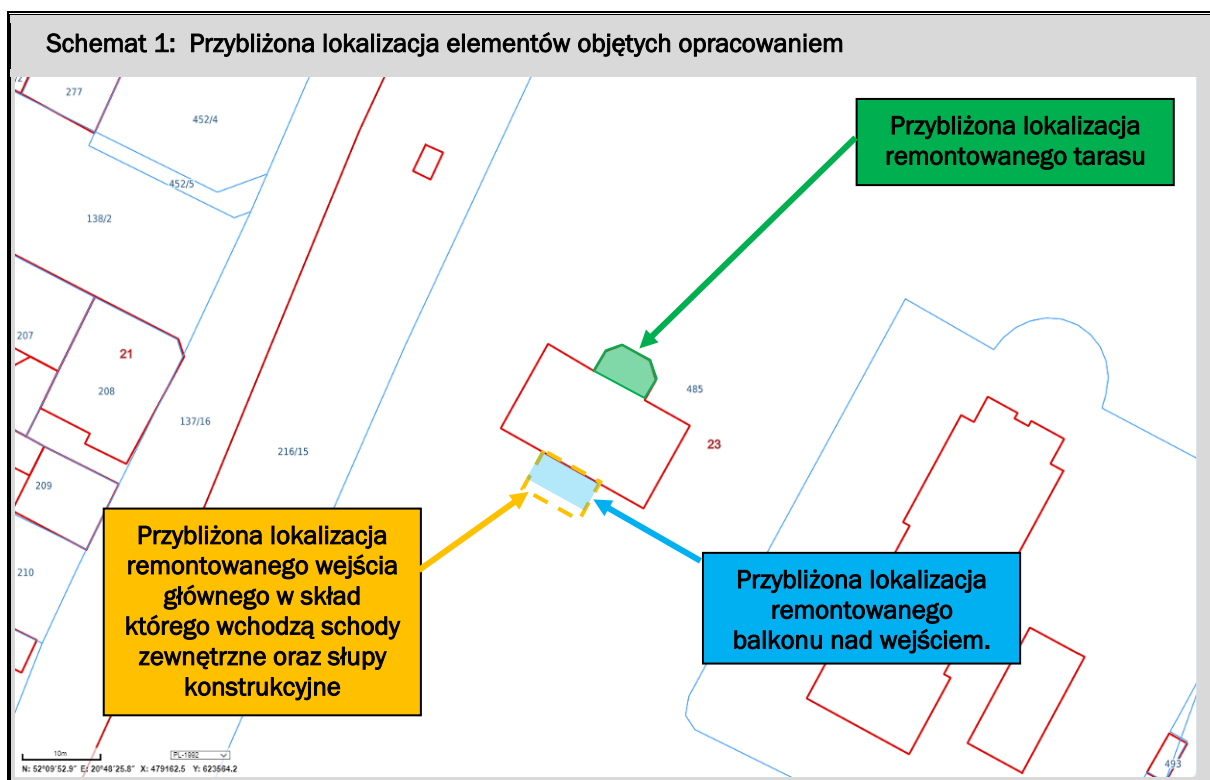 Schemat 1: Przybliżona lokalizacja elementów objętych opracowaniem
277
452/4
452/5
138/2
Przybliżona lokalizacja
remontowanego tarasu
207
21
208
137/16
216/15
485
23
209
210
Przybliżona lokalizacja
remontowanego wejścia
głównego w skład
którego wchodzą schody
zewnętrzne oraz słupy
konstrukcyjne
Przybliżona lokalizacja
remontowanego
balkonu nad wejściem.
10m
PL-1992
N: 52°09'52.9" E: 20°48'25.8" X: 479162.5 Y: 623564.2
493